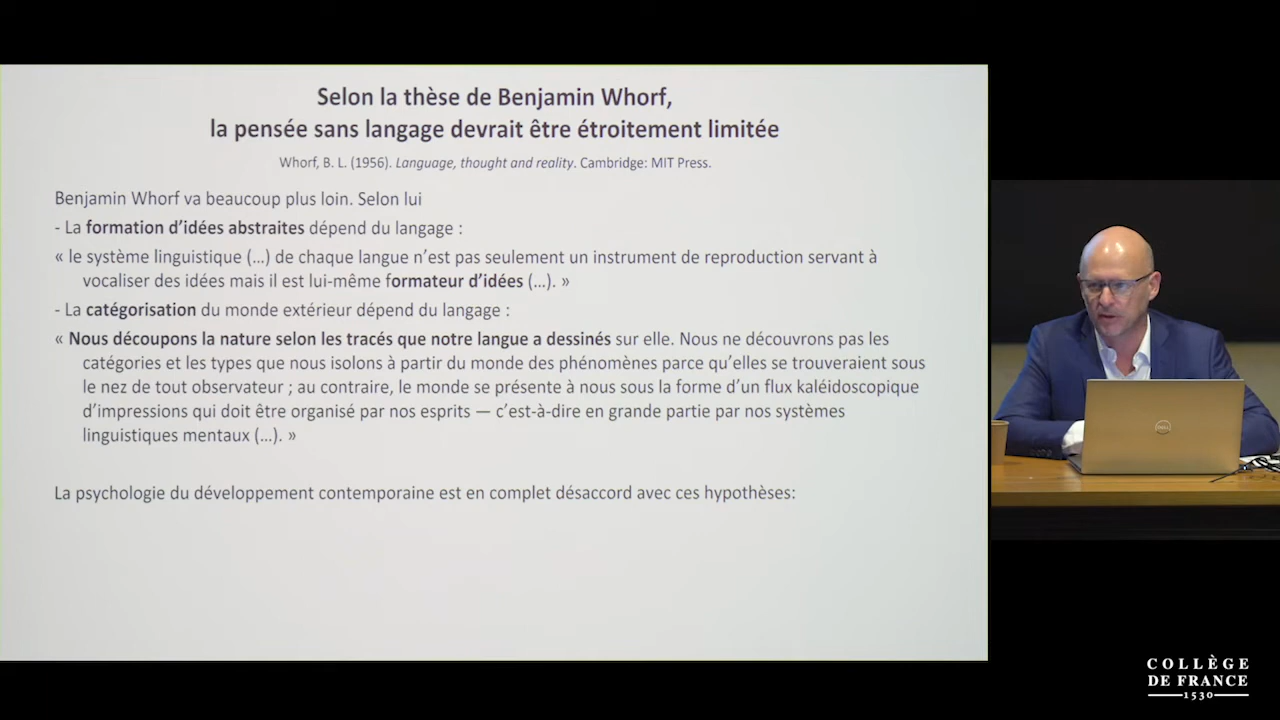 Selon la thèse de Benjamin Whorf,
la pensée sans langage devrait être étroitement limitée
Whorf, B. L. (1956). Language, thought and reality. Cambridge: MIT Press.
Benjamin Whorf va beaucoup plus loin. Selon lui
- La formation d’idées abstraites dépend du langage :
« le système linguistique (…) de chaque langue n’est pas seulement un instrument de reproduction servant à
vocaliser des idées mais il est lui-même formateur d’idées (…). »
- La catégorisation du monde extérieur dépend du langage :
« Nous découpons la nature selon les tracés que notre langue a dessinés sur elle. Nous ne découvrons pas les
catégories et les types que nous isolons à partir du monde des phénomènes parce qu’elles se trouveraient sous
le nez de tout observateur ; au contraire, le monde se présente à nous sous la forme d’un flux kaléidoscopique
d’impressions qui doit être organisé par nos esprits — c’est-à-dire en grande partie par nos systèmes
linguistiques mentaux (…). »
La psychologie du développement contemporaine est en complet désaccord avec ces hypothèses:
DELL
COLLÈGE
DE FRANCE
1530